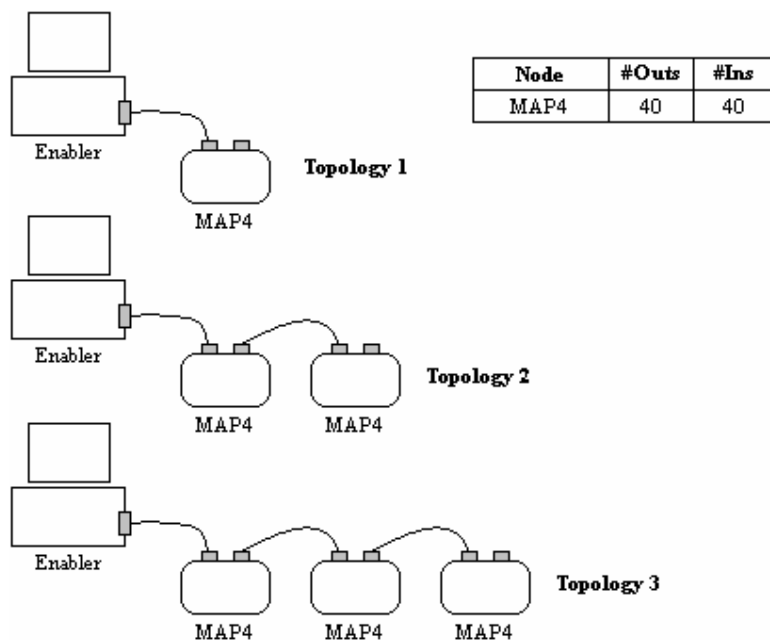 Node #Outs #Ins
MAP4 40 40
Enabler
Topology 1
MAP4
Enabler
Topology 2
MAP4 MAP4
Enabler
Topology 3
MAP4 MAP4 MAP4